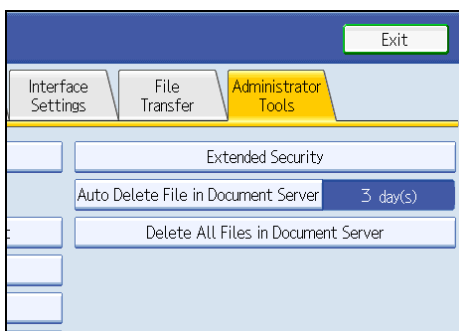 Exit
Interface
Settings
File
Transfer
Administrator
Tools
Extended Security
Auto Delete File in Document Server
3 day(s)
Delete All Files in Document Server